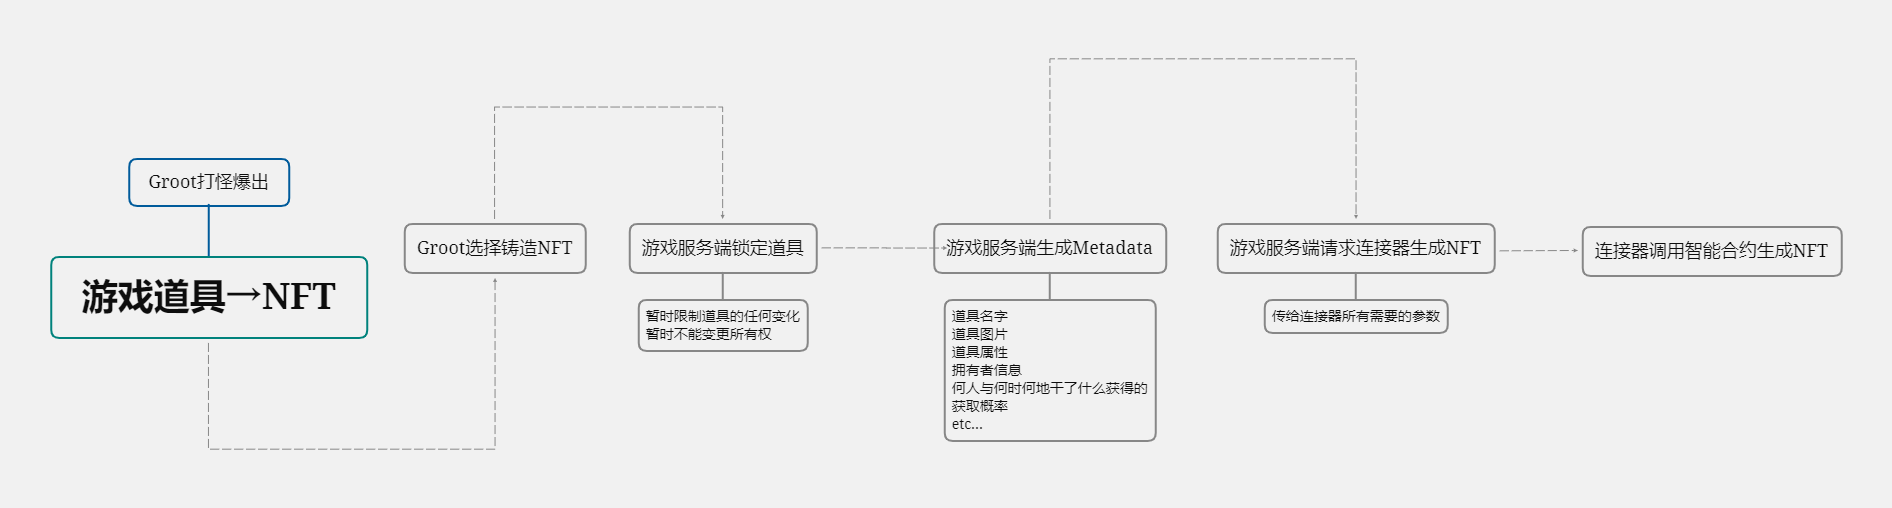 Groot打怪爆出
游戏道具→NFT
Groot选择铸造NFT
游戏服务端锁定道具
暂时限制道具的任何变化
暂时不能变更所有权
游戏服务端生成Metadata
道具名字
道具图片
道具属性
拥有者信息
何人与何时何地干了什么获得的
获取概率
etc...
游戏服务端请求连接器生成NFT
传给连接器所有需要的参数
连接器调用智能合约生成NFT